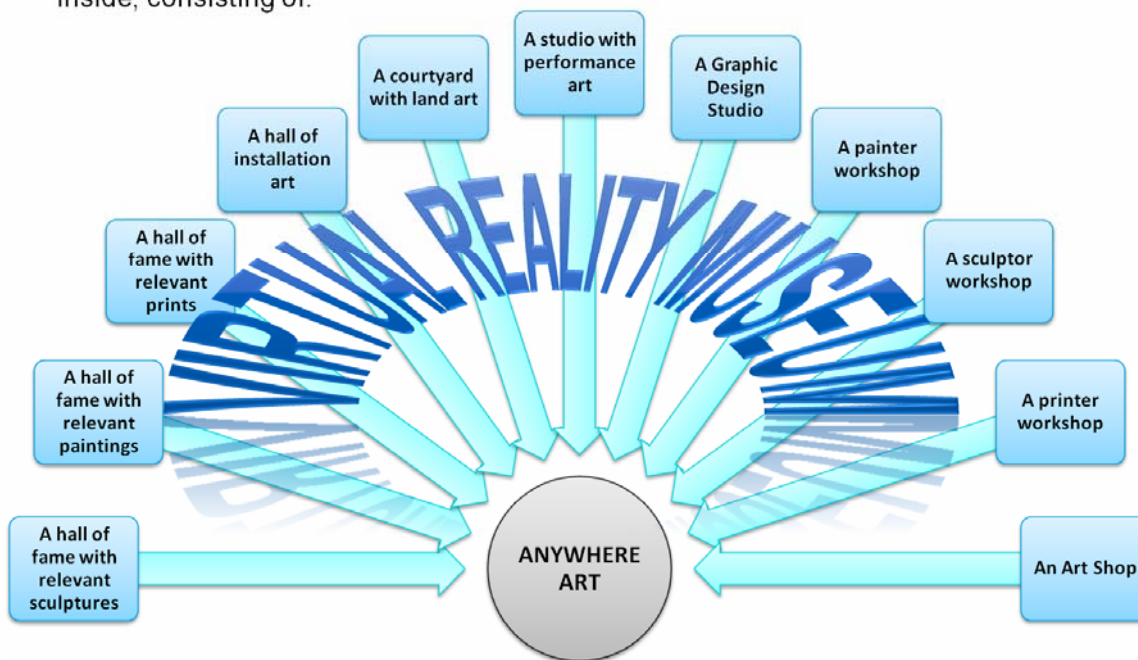 inside, consisting of:
A studio with
performance
art
A courtyard
with land art
A Graphic
Design
Studio
A hall of
installation
art
A painter
workshop
A hall of
fame with
relevant
prints
A sculptor
workshop
VIRTUAL REALITY MUSEUM
A hall of
fame with
relevant
paintings
A printer
workshop
A hall of
fame with
relevant
sculptures
ANYWHERE
ART
An Art Shop